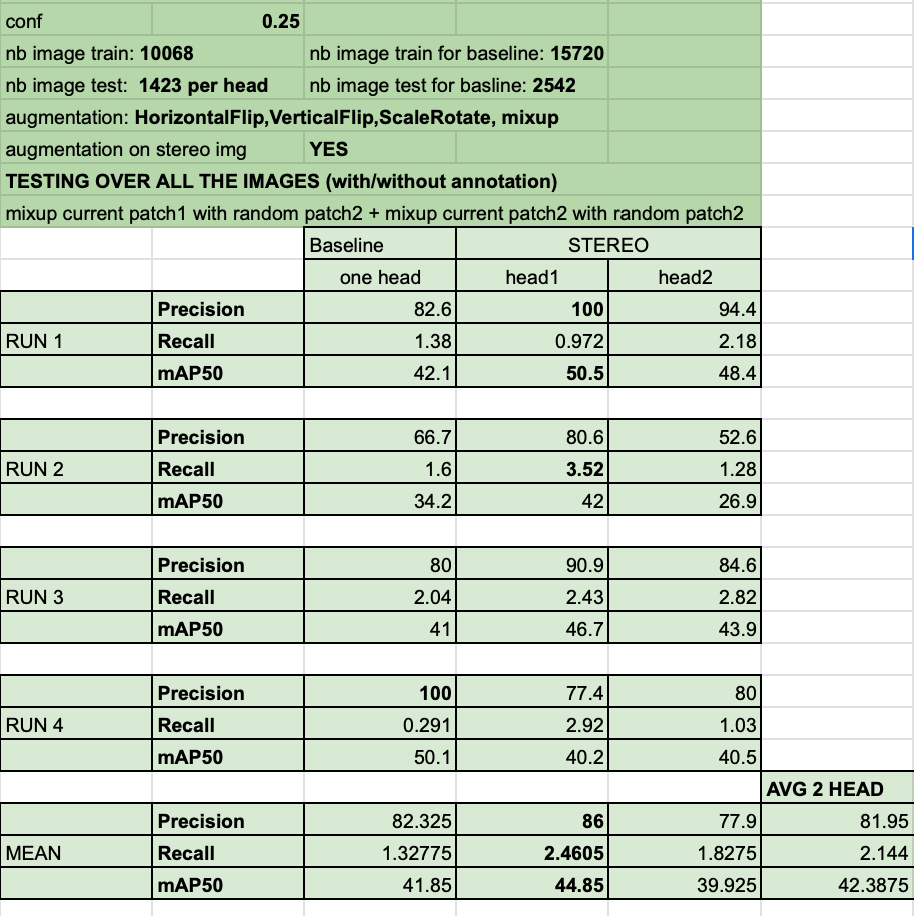 conf 0.25
nb image train: 10068 nb image train for baseline: 15720
nb image test: 1423 per head nb image test for basline: 2542
augmentation: HorizontalFlip,VerticalFlip,ScaleRotate, mixup
augmentation on stereo img YES
TESTING OVER ALL THE IMAGES (with/without annotation)
mixup current patch1 with random patch2 + mixup current patch2 with random patch2
Baseline STEREO
one head head1 head2
Precision 82.6 100 94.4
RUN 1 Recall 1.38 0.972 2.18
mAP50 42.1 50.5 48.4
Precision 66.7 80.6 52.6
RUN 2 Recall 1.6 3.52 1.28
mAP50 34.2 42 26.9
Precision 80 90.9 84.6
RUN 3 Recall 2.04 2.43 2.82
mAP50 41 46.7 43.9
Precision 100 77.4 80
RUN 4 Recall 0.291 2.92 1.03
mAP50 50.1 40.2 40.5
AVG 2 HEAD
Precision 82.325 86 77.9 81.95
MEAN Recall 1.32775 2.4605 1.8275 2.144
mAP50 41.85 44.85 39.925 42.3875